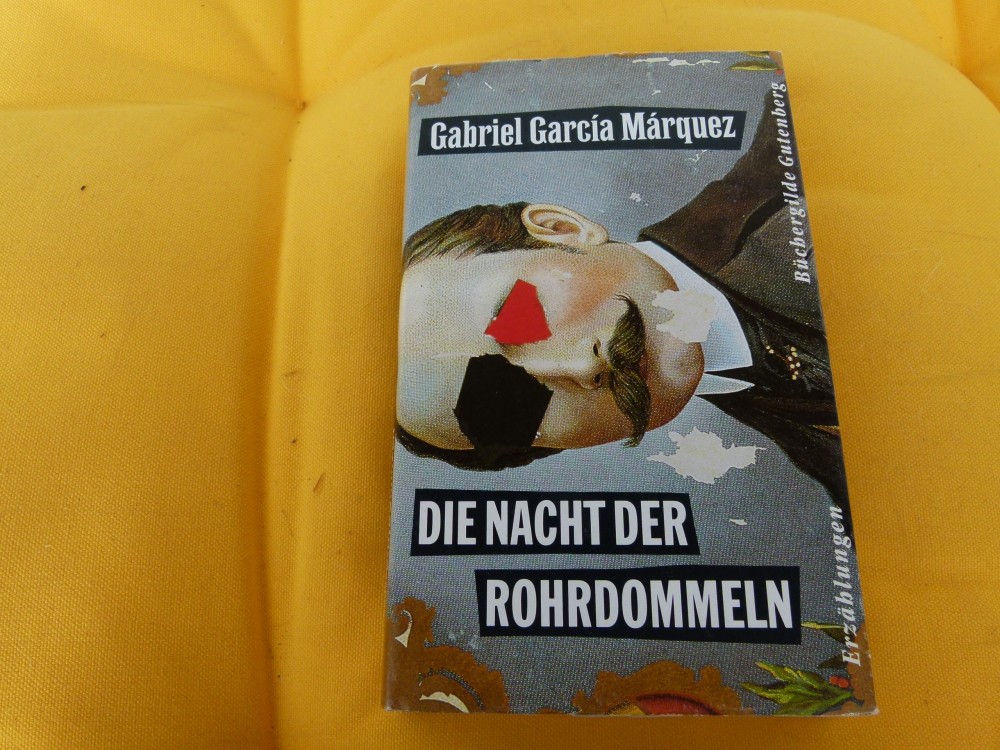 Gabriel García Márquez
Büchergilde Gutenberg
DIE NACHT DER
ROHRDOMMELN
Erzählungen